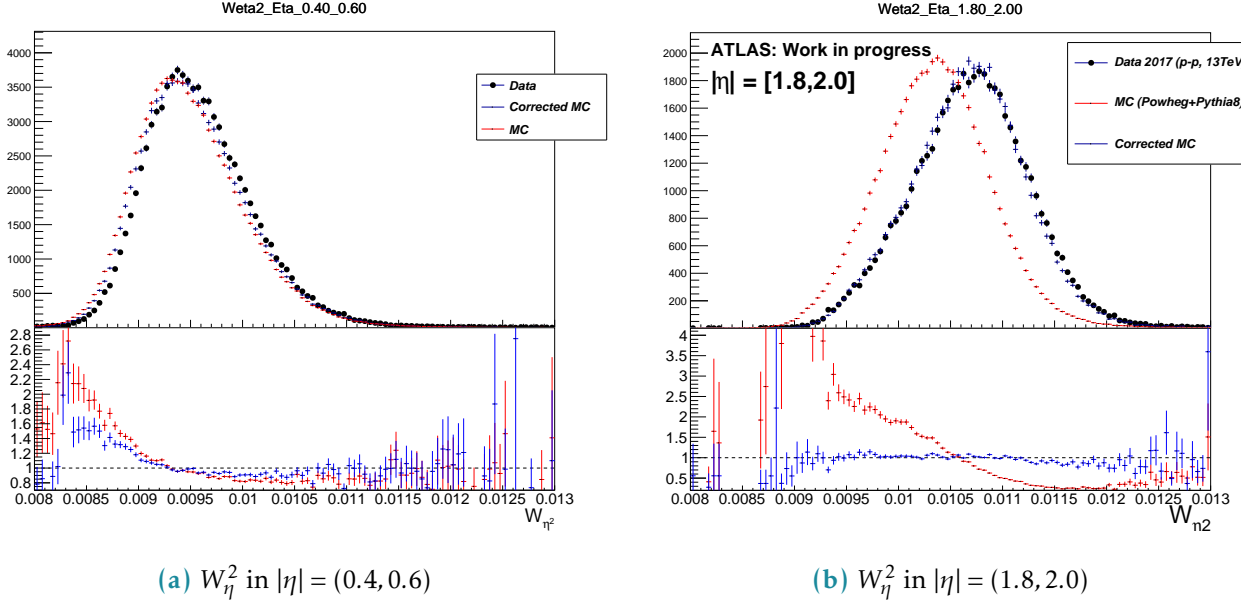 Weta2_Eta_0.40_0.60
4000
3500
3000
2500
2000
1500
1000
500
Data
Corrected MC
MC
2.8
2.6
2.4
2.2
2
1.8
1.6
1.4
1.2
1
0.8
0.008 0.0085 0.009 0.0095 0.01 0.0105 0.011 0.0115 0.012 0.0125 0.013
W_η²
(a) W²_η in |η| = (0.4, 0.6)
Weta2_Eta_1.80_2.00
ATLAS: Work in progress
|η| = [1.8,2.0]
2000
1800
1600
1400
1200
1000
800
600
400
200
Data 2017 (p-p, 13TeV
MC (Powheg+Pythia8)
Corrected MC
4
3.5
3
2.5
2
1.5
1
0.5
0.008 0.0085 0.009 0.0095 0.01 0.0105 0.011 0.0115 0.012 0.0125 0.013
W_η2
(b) W²_η in |η| = (1.8, 2.0)